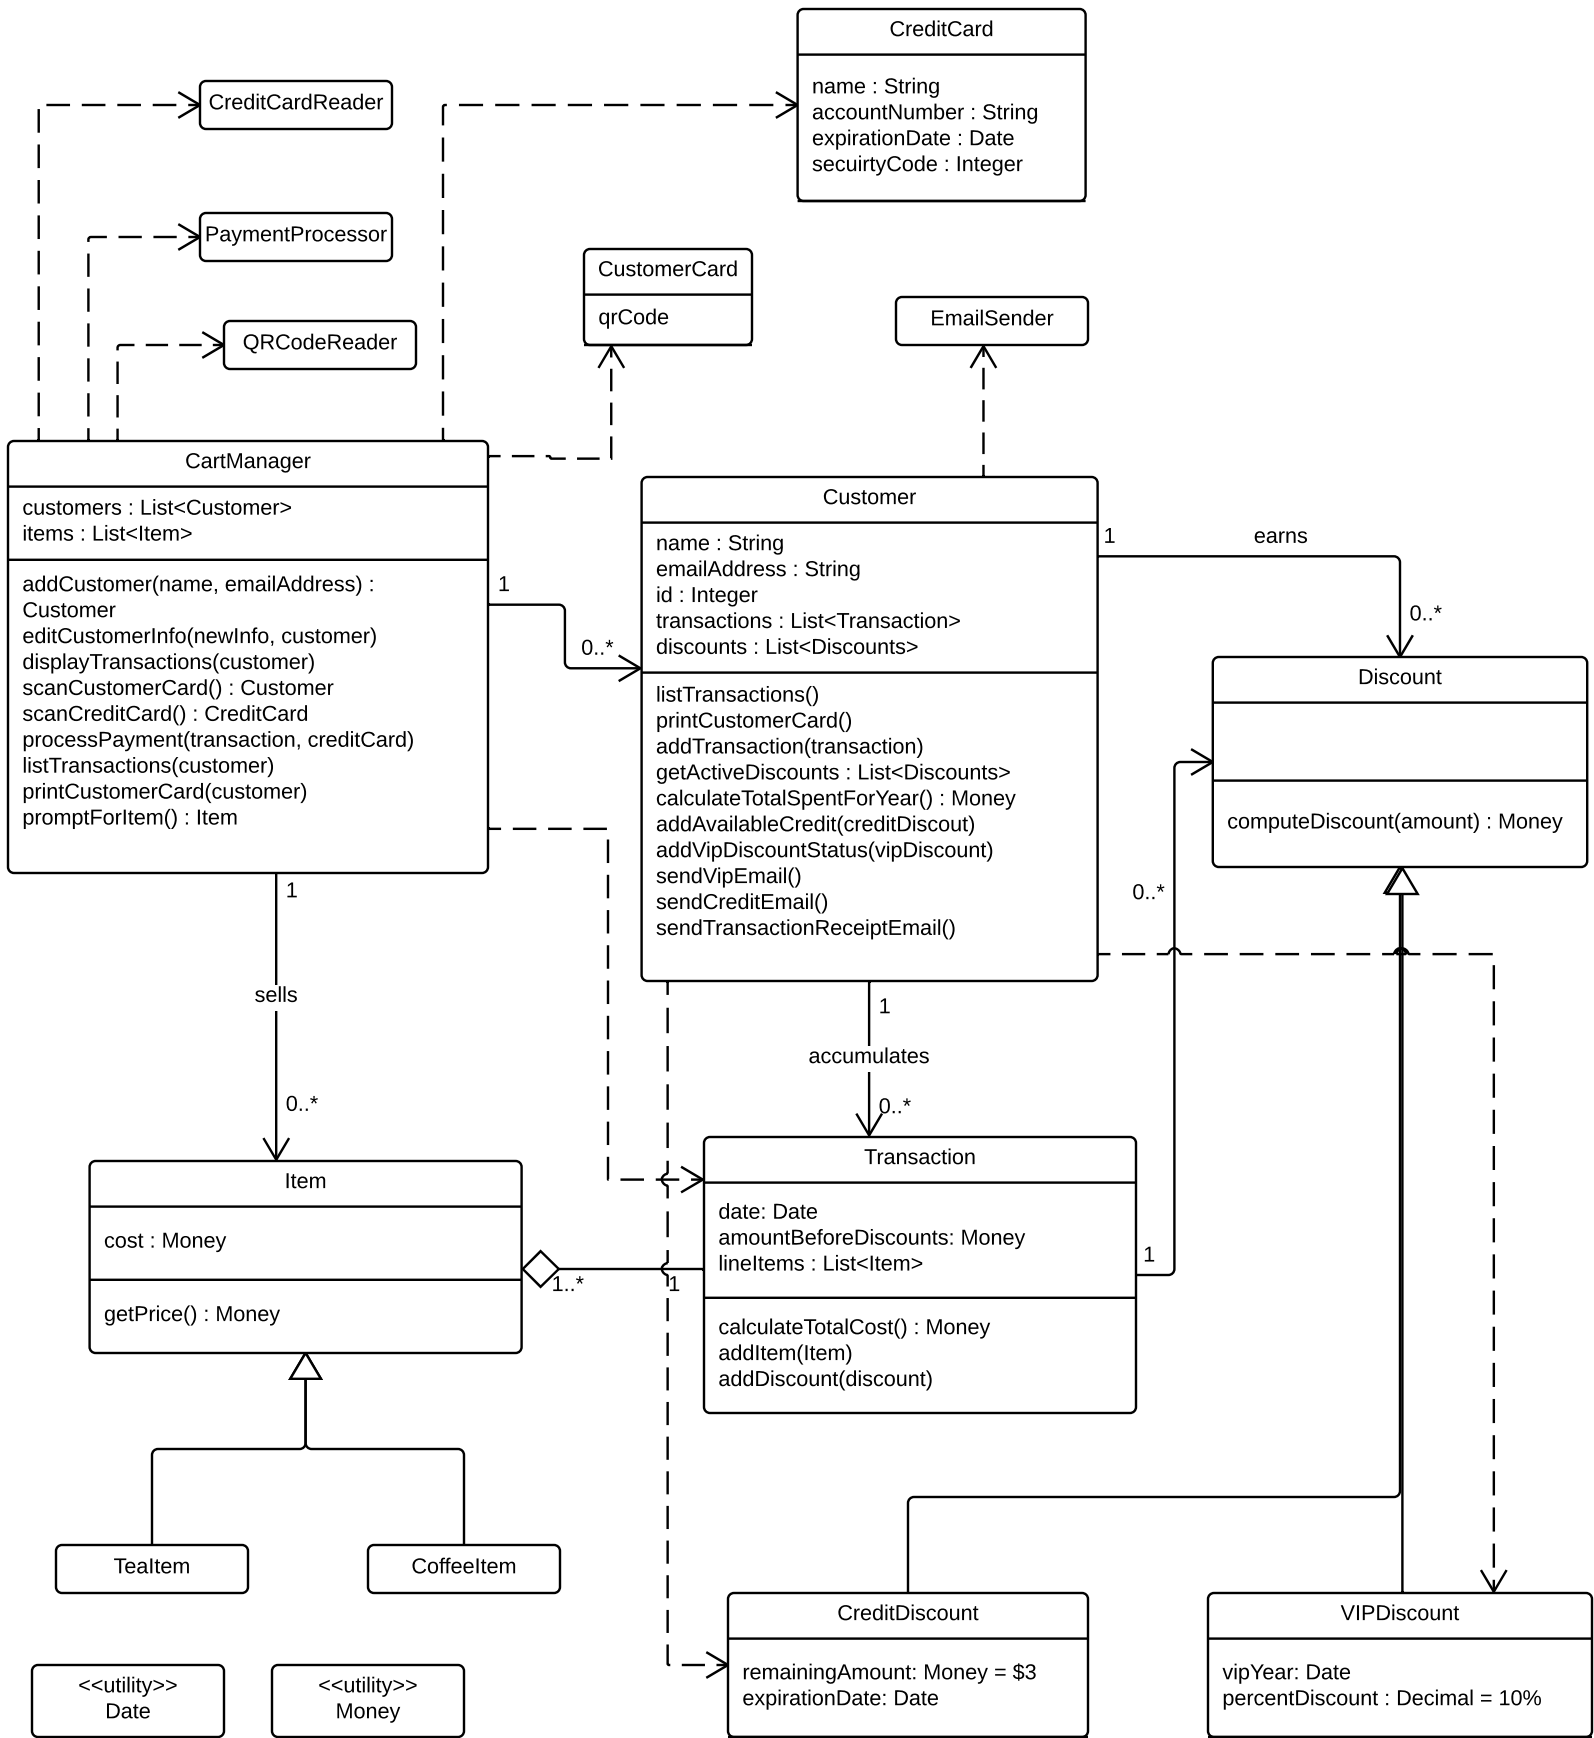 CreditCard
name : String
accountNumber : String
expirationDate : Date
secuirtyCode : Integer
CreditCardReader
PaymentProcessor
QRCodeReader
CustomerCard
qrCode
EmailSender
CartManager
customers : List<Customer>
items : List<Item>
addCustomer(name, emailAddress) :
Customer
editCustomerInfo(newInfo, customer)
displayTransactions(customer)
scanCustomerCard() : Customer
scanCreditCard() : CreditCard
processPayment(transaction, creditCard)
listTransactions(customer)
printCustomerCard(customer)
promptForItem() : Item
1
0..*
Customer
name : String
emailAddress : String
id : Integer
transactions : List<Transaction>
discounts : List<Discounts>
listTransactions()
printCustomerCard()
addTransaction(transaction)
getActiveDiscounts : List<Discounts>
calculateTotalSpentForYear() : Money
addAvailableCredit(creditDiscout)
addVipDiscountStatus(vipDiscount)
sendVipEmail()
sendCreditEmail()
sendTransactionReceiptEmail()
1
earns
0..*
Discount
computeDiscount(amount) : Money
0..*
1
sells
0..*
1
accumulates
0..*
Item
cost : Money
getPrice() : Money
1..*
1
Transaction
date: Date
amountBeforeDiscounts: Money
lineItems : List<Item>
calculateTotalCost() : Money
addItem(Item)
addDiscount(discount)
1
TeaItem
CoffeeItem
<<utility>>
Date
<<utility>>
Money
CreditDiscount
remainingAmount: Money = $3
expirationDate: Date
VIPDiscount
vipYear: Date
percentDiscount : Decimal = 10%